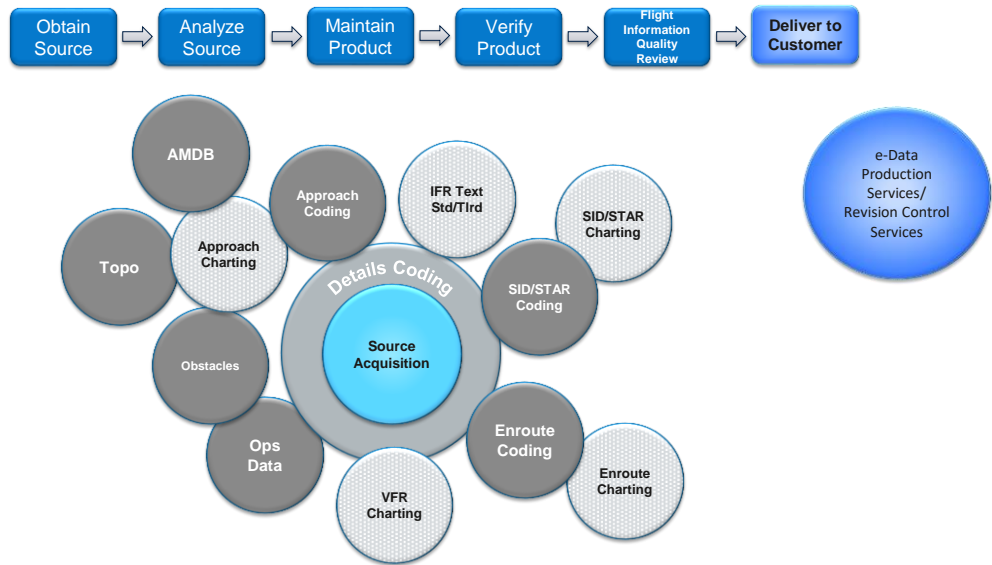 Obtain
Source
Analyze
Source
Maintain
Product
Verify
Product
Flight
Information
Quality
Review
Deliver to
Customer
AMDB
Approach
Coding
IFR Text
Std/Tlrd
SID/STAR
Charting
e-Data
Production
Services/
Revision Control
Services
Topo
Approach
Charting
Details Coding
SID/STAR
Coding
Source
Acquisition
Obstacles
Ops
Data
Enroute
Coding
VFR
Charting
Enroute
Charting